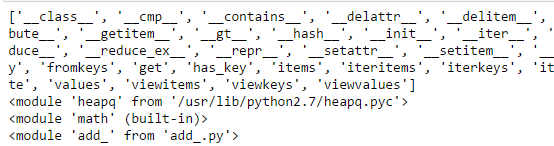 ['__class__', '__cmp__', '__contains__', '__delattr__', '__delitem__',
bute__', '__getitem__', '__gt__', '__hash__', '__init__', '__iter__',
duce__', '__reduce_ex__', '__repr__', '__setattr__', '__setitem__', '__
y', 'fromkeys', 'get', 'has_key', 'items', 'iteritems', 'iterkeys', 'it
te', 'values', 'viewitems', 'viewkeys', 'viewvalues']
<module 'heapq' from '/usr/lib/python2.7/heapq.pyc'>
<module 'math' (built-in)>
<module 'add_' from 'add_.py'>